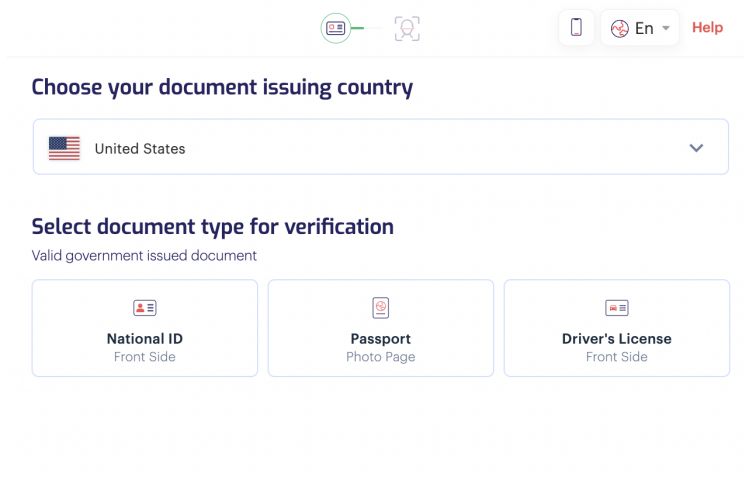 En
Help
Choose your document issuing country
United States
Select document type for verification
Valid government issued document
National ID
Front Side
Passport
Photo Page
Driver's License
Front Side